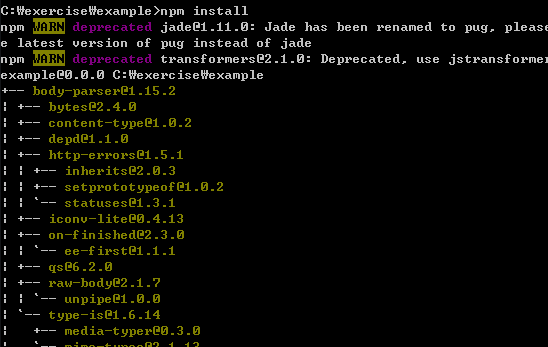 C:₩exercise₩example>npm install
npm WARN deprecated jade@1.11.0: Jade has been renamed to pug, please
e latest version of pug instead of jade
npm WARN deprecated transformers@2.1.0: Deprecated, use jstransformer
example@0.0.0 C:₩exercise₩example
+-- body-parser@1.15.2
¦ +-- bytes@2.4.0
¦ +-- content-type@1.0.2
¦ +-- depd@1.1.0
¦ +-- http-errors@1.5.1
¦ ¦ +-- inherits@2.0.3
¦ ¦ +-- setprototypeof@1.0.2
¦ ¦ `-- statuses@1.3.1
¦ +-- iconv-lite@0.4.13
¦ +-- on-finished@2.3.0
¦ ¦ `-- ee-first@1.1.1
¦ +-- qs@6.2.0
¦ +-- raw-body@2.1.7
¦ ¦ `-- unpipe@1.0.0
¦ `-- type-is@1.6.14
¦   +-- media-typer@0.3.0
¦   `-- mime-types@2.1.13